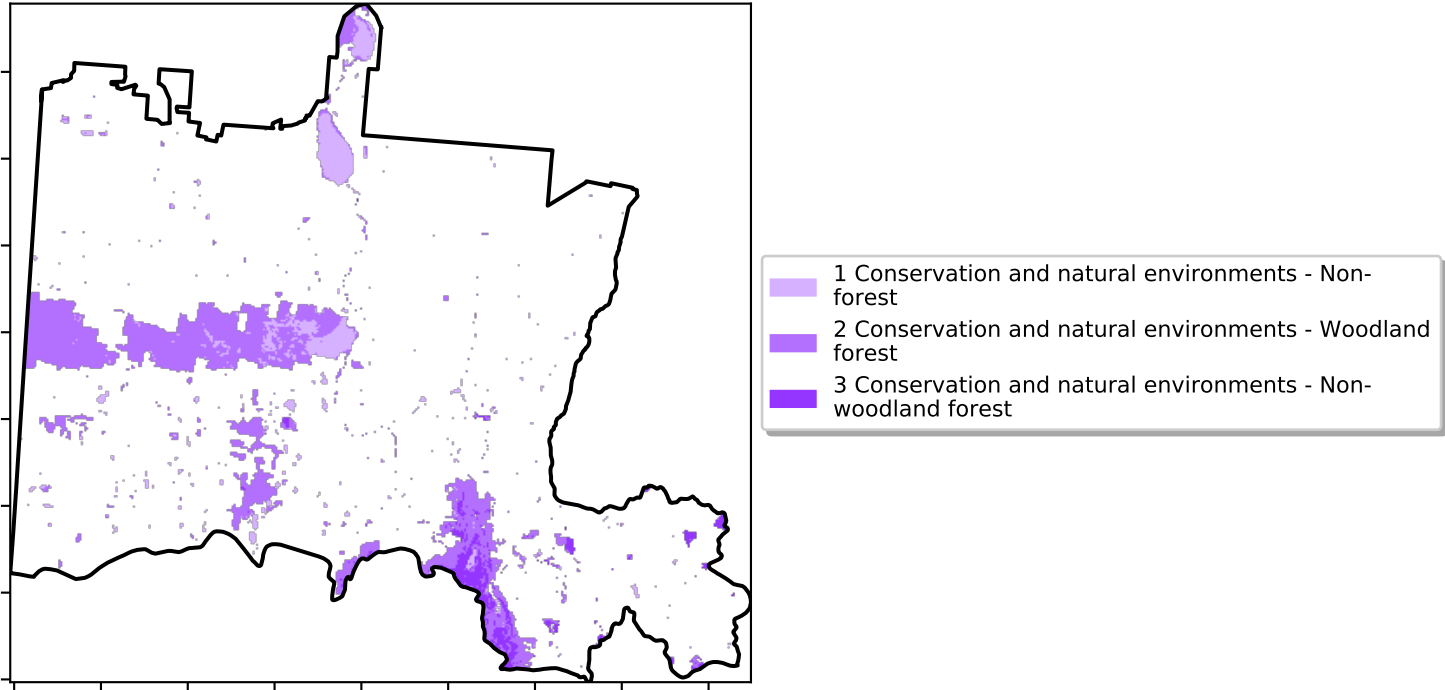 1 Conservation and natural environments - Non-
forest
2 Conservation and natural environments - Woodland
forest
3 Conservation and natural environments - Non-
woodland forest